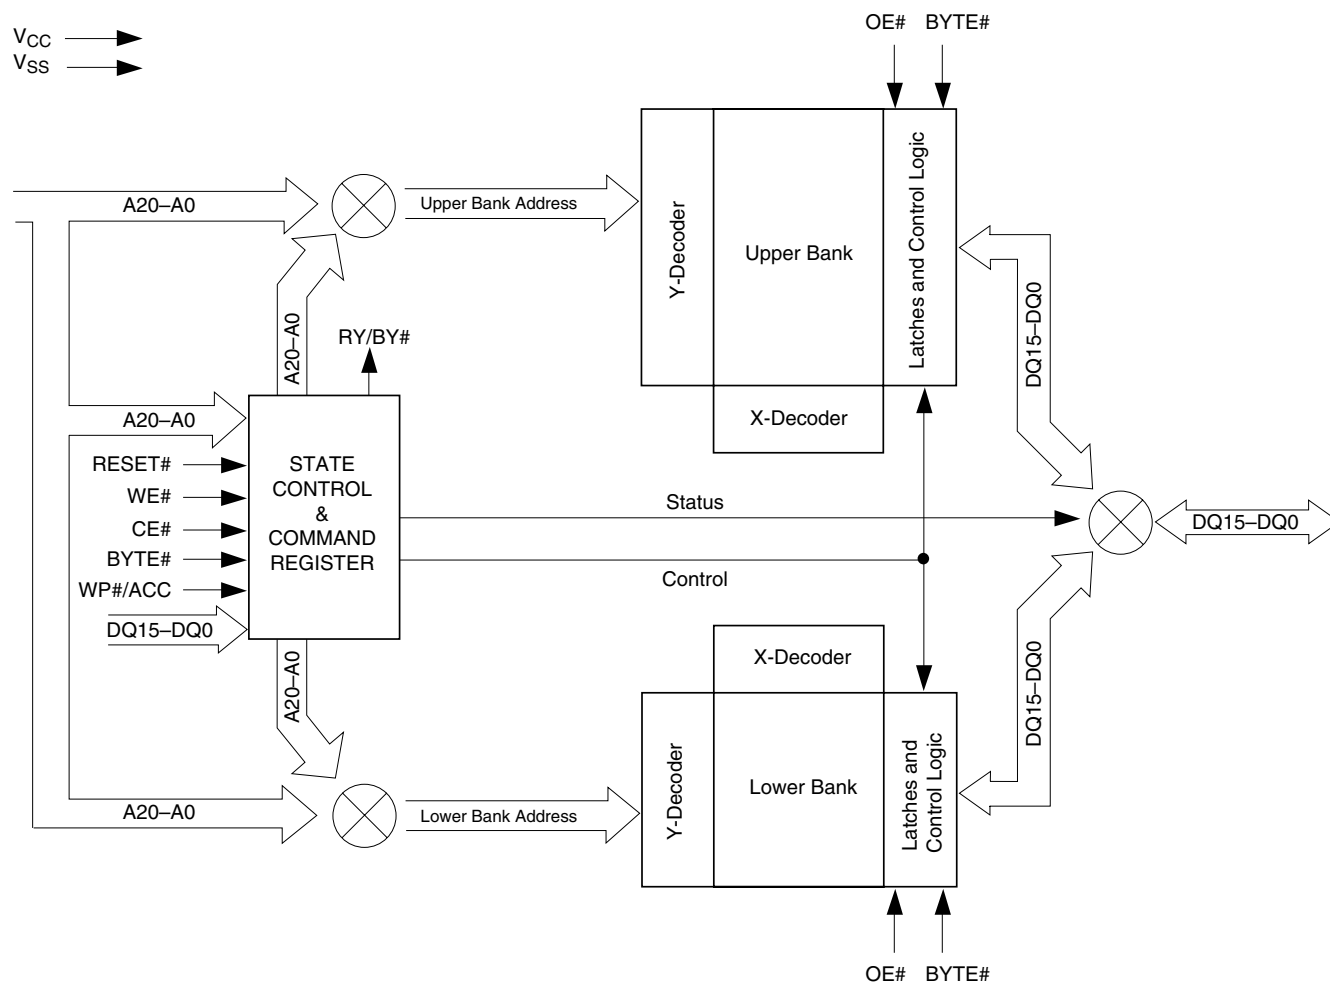 OE# BYTE#
VCC
VSS
A20–A0
Upper Bank Address
Y-Decoder
Upper Bank
Latches and Control Logic
X-Decoder
DQ15–DQ0
A20–A0
RY/BY#
A20–A0
RESET#
WE#
CE#
BYTE#
WP#/ACC
DQ15–DQ0
STATE
CONTROL
&
COMMAND
REGISTER
Status
Control
DQ15–DQ0
A20–A0
X-Decoder
Y-Decoder
Lower Bank
Latches and
Control Logic
DQ15–DQ0
A20–A0
Lower Bank Address
OE# BYTE#